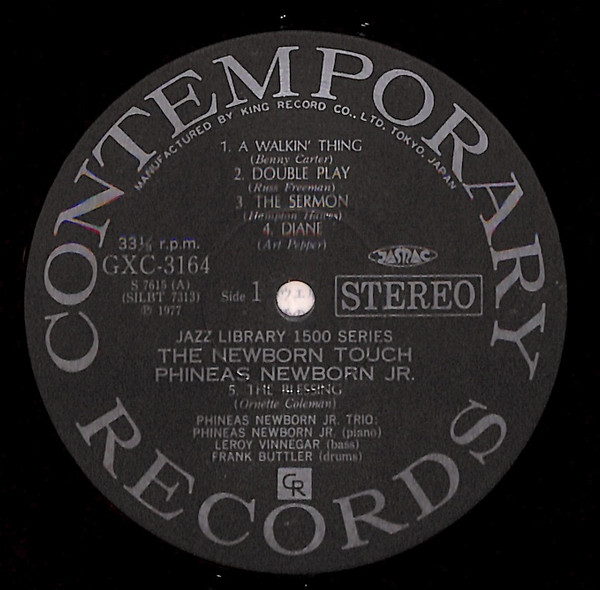 CONTEMPORARY
MANUFACTURED BY KING RECORD CO., LTD. TOKYO, JAPAN
1. A WALKIN' THING
(Benny Carter)
2. DOUBLE PLAY
(Russ Freeman)
3. THE SERMON
(Hampton Hawes)
4. DIANE
(Art Pepper)
33⅓ r.p.m.
GXC-3164
JASRAC
S 7615 (A)
(SILBT 7313)
℗ 1977
Side 1
STEREO
JAZZ LIBRARY 1500 SERIES
THE NEWBORN TOUCH
PHINEAS NEWBORN JR.
5. THE BLESSING
(Ornette Coleman)
PHINEAS NEWBORN JR. TRIO:
PHINEAS NEWBORN JR. (piano)
LEROY VINNEGAR (bass)
FRANK BUTTLER (drums)
CR
RECORDS